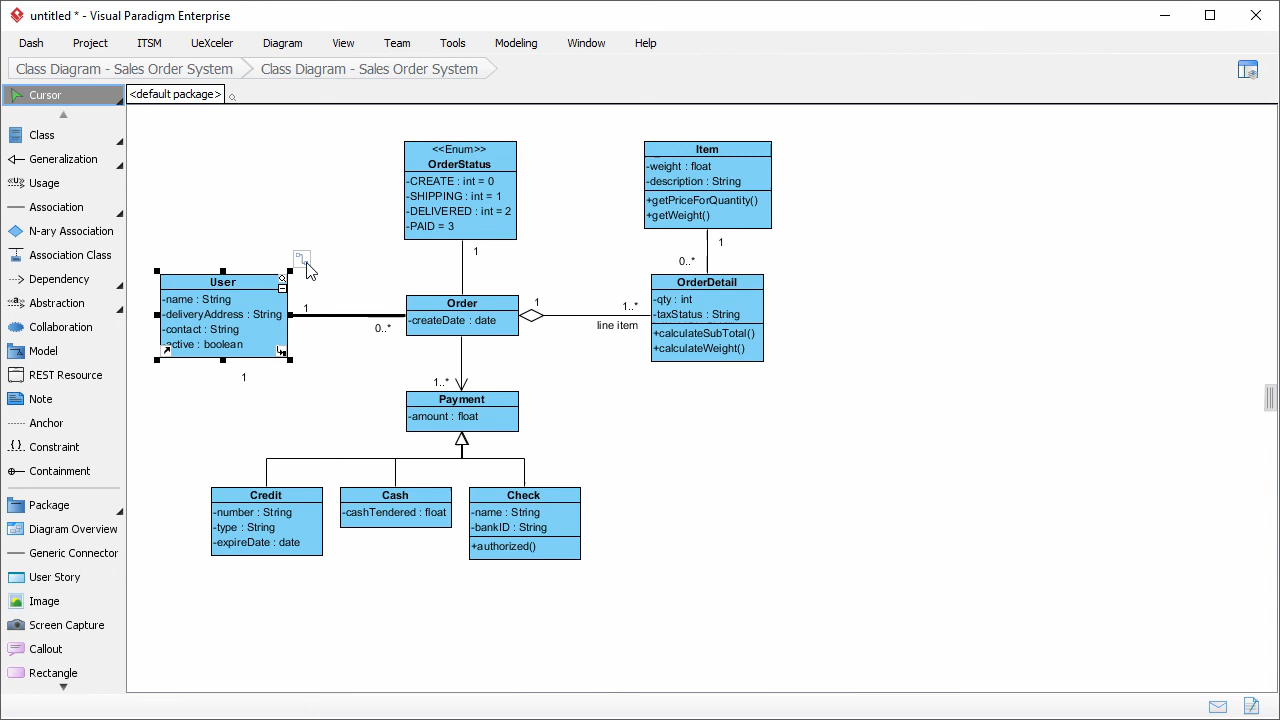 untitled * - Visual Paradigm Enterprise
Dash Project ITSM UeXceler Diagram View Team Tools Modeling Window Help
Class Diagram - Sales Order System Class Diagram - Sales Order System
Cursor
Class
Generalization
Usage
Association
N-ary Association
Association Class
Dependency
Abstraction
Collaboration
Model
REST Resource
Note
Anchor
Constraint
Containment
Package
Diagram Overview
Generic Connector
User Story
Image
Screen Capture
Callout
Rectangle
<default package>
<<Enum>>
OrderStatus
-CREATE : int = 0
-SHIPPING : int = 1
-DELIVERED : int = 2
-PAID = 3
1
Item
-weight : float
-description : String
+getPriceForQuantity()
+getWeight()
1
0..*
User
-name : String
-deliveryAddress : String
-contact : String
-active : boolean
1
1
0..*
Order
-createDate : date
1
1..*
line item
OrderDetail
-qty : int
-taxStatus : String
+calculateSubTotal()
+calculateWeight()
1..*
Payment
-amount : float
Credit
-number : String
-type : String
-expireDate : date
Cash
-cashTendered : float
Check
-name : String
-bankID : String
+authorized()